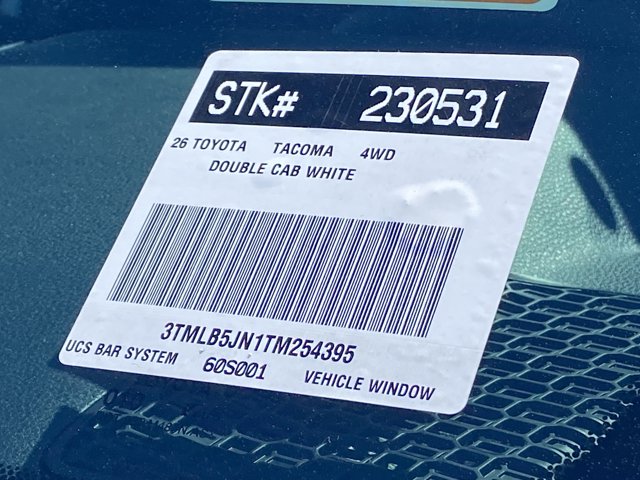 STK# 230531
26 TOYOTA TACOMA 4WD
DOUBLE CAB WHITE
3TMLB5JN1TM254395
UCS BAR SYSTEM 60S001 VEHICLE WINDOW